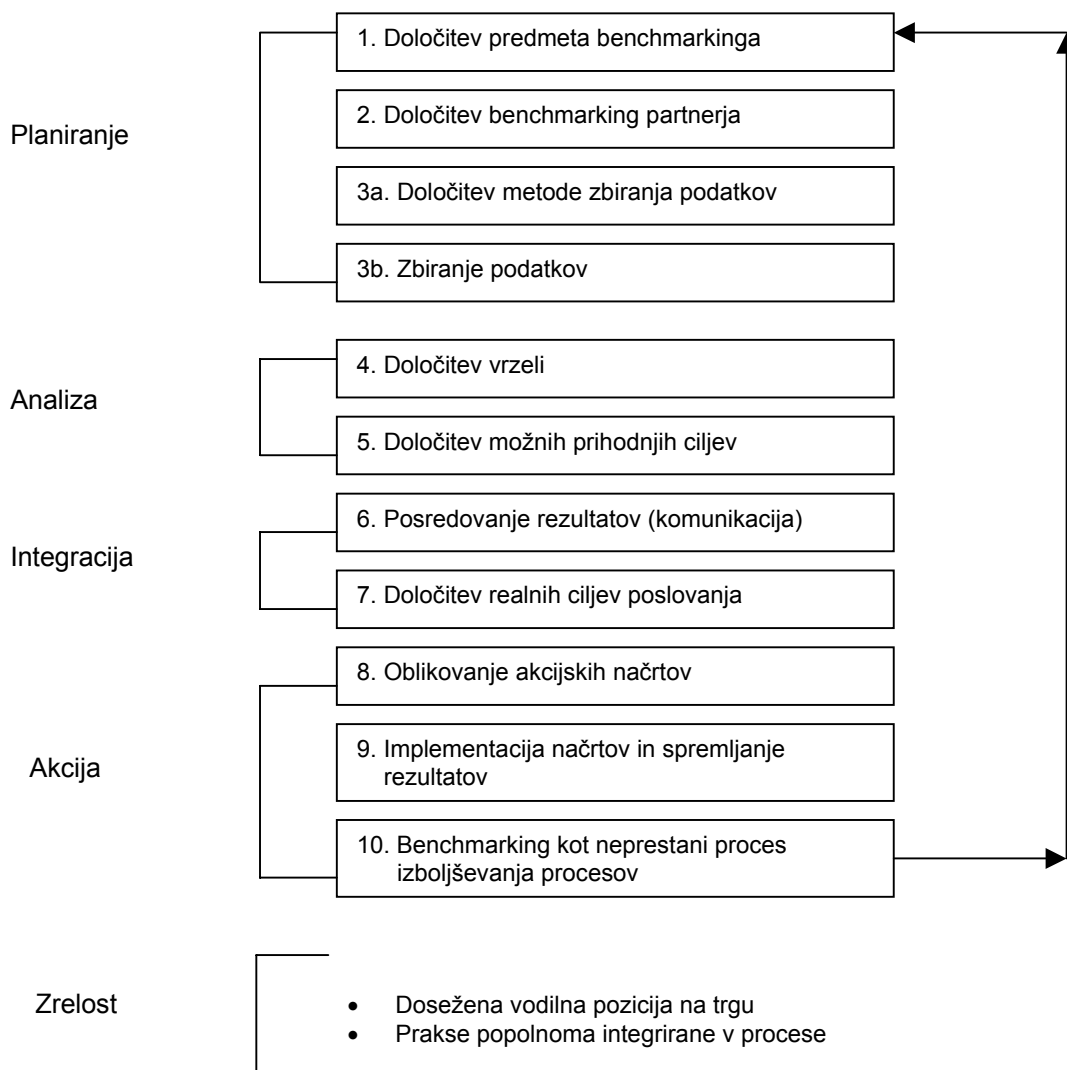 1. Določitev predmeta benchmarkinga
2. Določitev benchmarking partnerja
Planiranje
3a. Določitev metode zbiranja podatkov
3b. Zbiranje podatkov
4. Določitev vrzeli
Analiza
5. Določitev možnih prihodnjih ciljev
6. Posredovanje rezultatov (komunikacija)
Integracija
7. Določitev realnih ciljev poslovanja
8. Oblikovanje akcijskih načrtov
9. Implementacija načrtov in spremljanje
rezultatov
Akcija
10. Benchmarking kot neprestani proces
izboljševanja procesov
Zrelost
• Dosežena vodilna pozicija na trgu
• Prakse popolnoma integrirane v procese